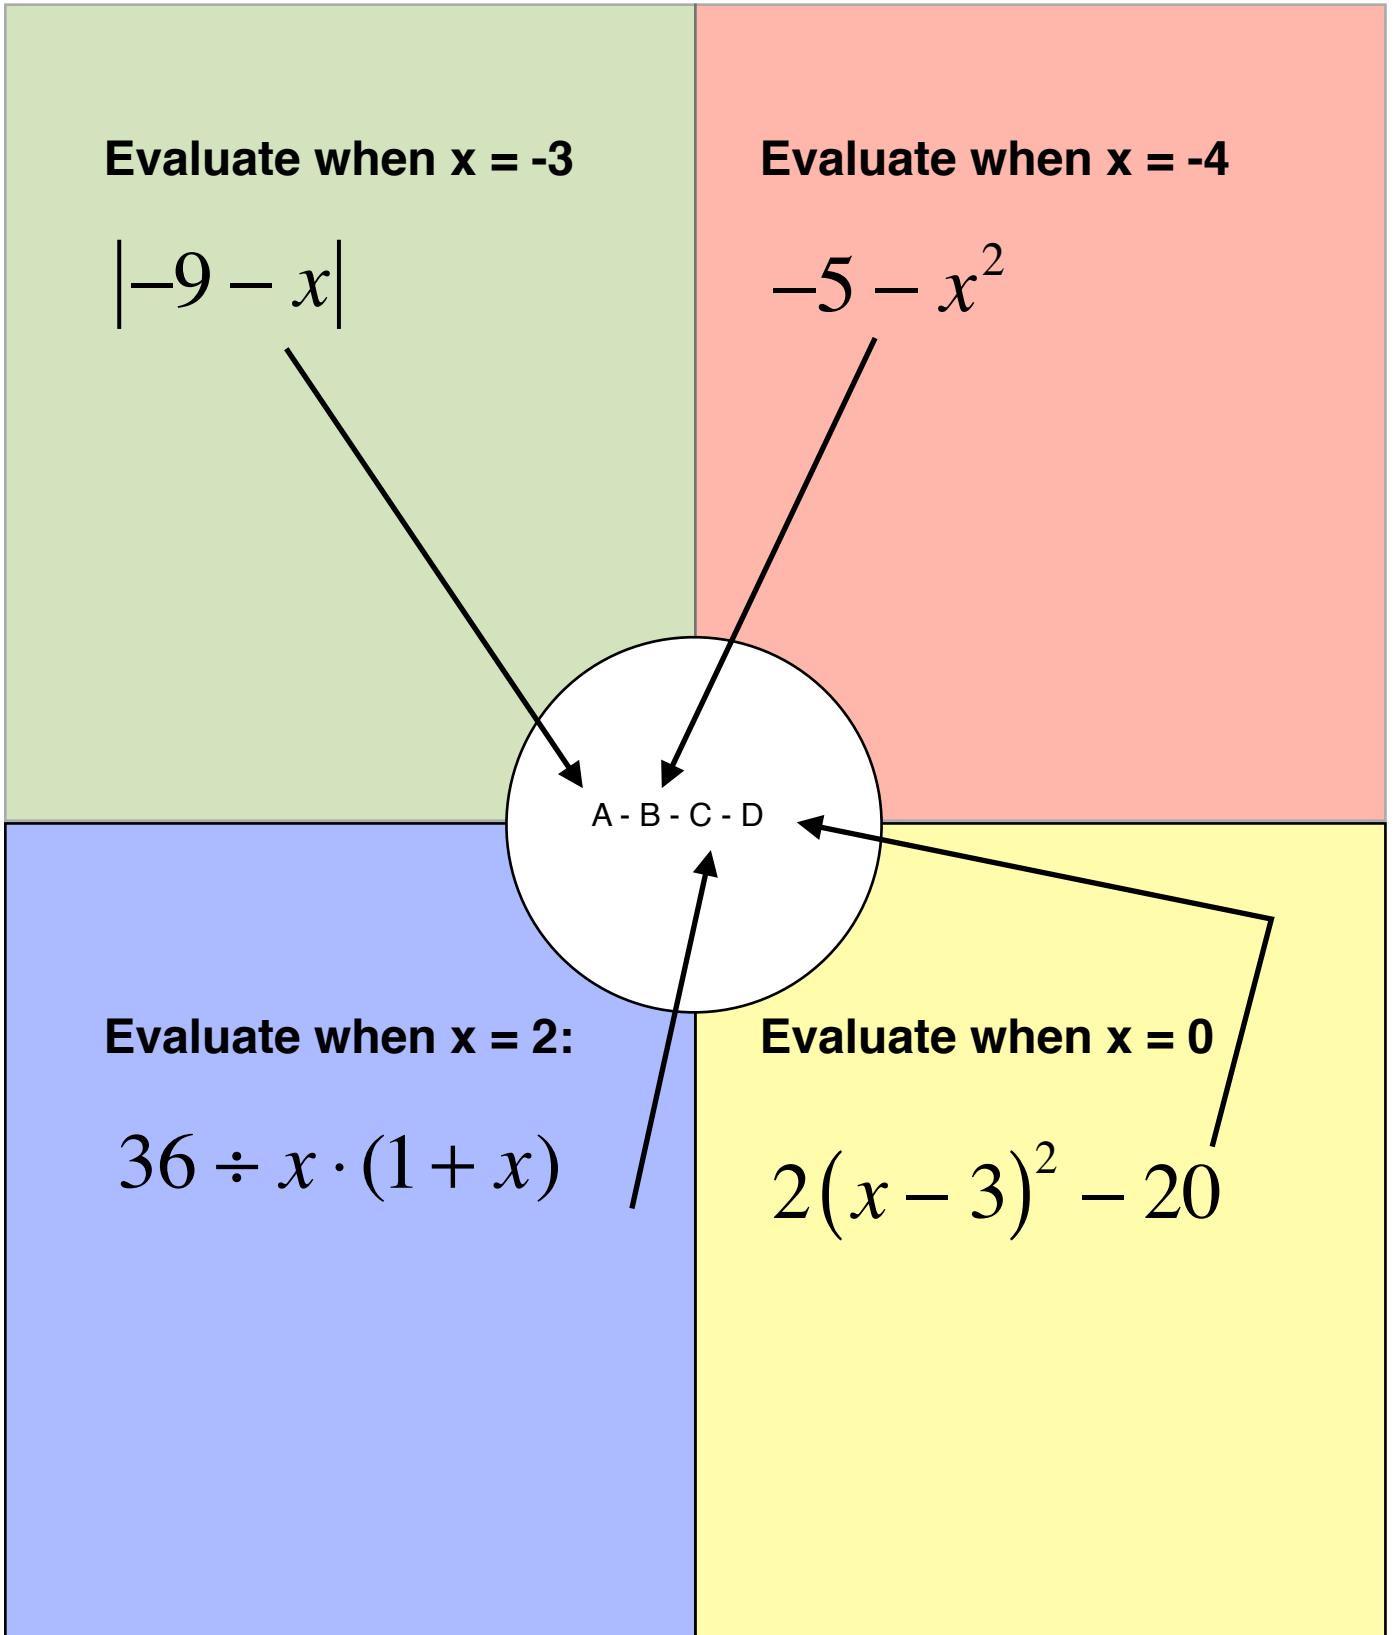 Evaluate when x = -3
|−9 − x|
Evaluate when x = -4
−5 − x²
A - B - C - D
Evaluate when x = 2:
36 ÷ x · (1 + x)
Evaluate when x = 0
2(x − 3)² − 20